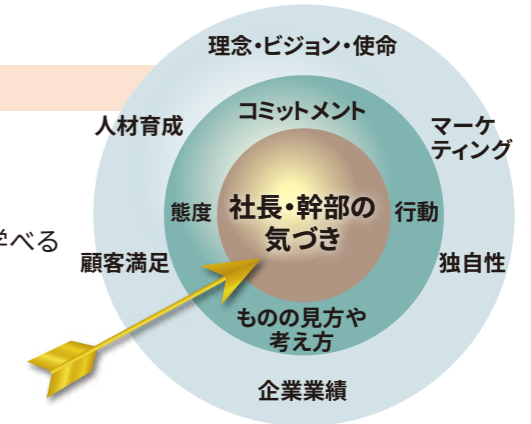 理念・ビジョン・使命
コミットメント
人材育成
マーケ
ティング
態度
社長・幹部の
気づき
行動
学べる
顧客満足
独自性
ものの見方や
考え方
企業業績